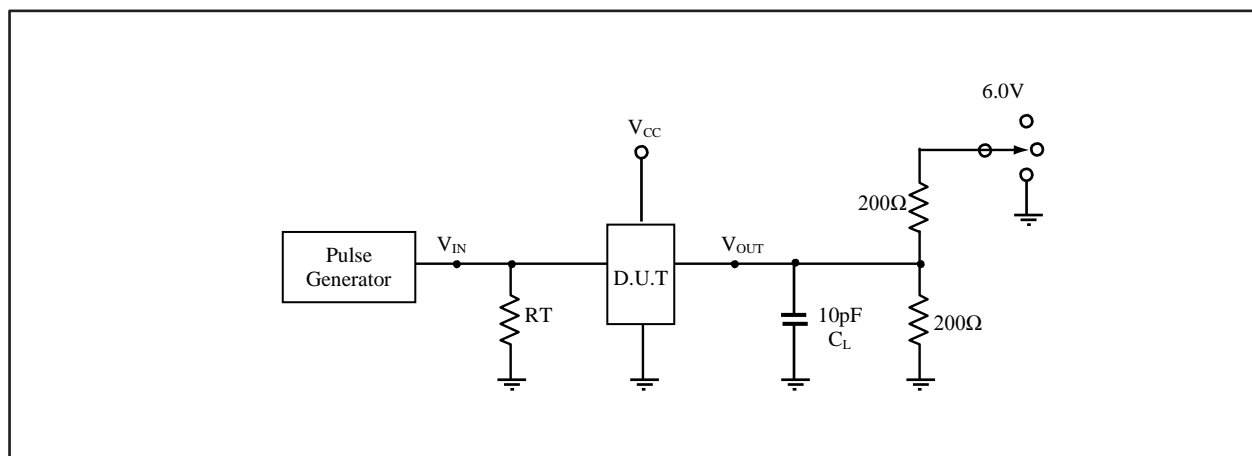 6.0V
V_CC
200Ω
Pulse
Generator
V_IN
D.U.T
V_OUT
RT
10pF
C_L
200Ω